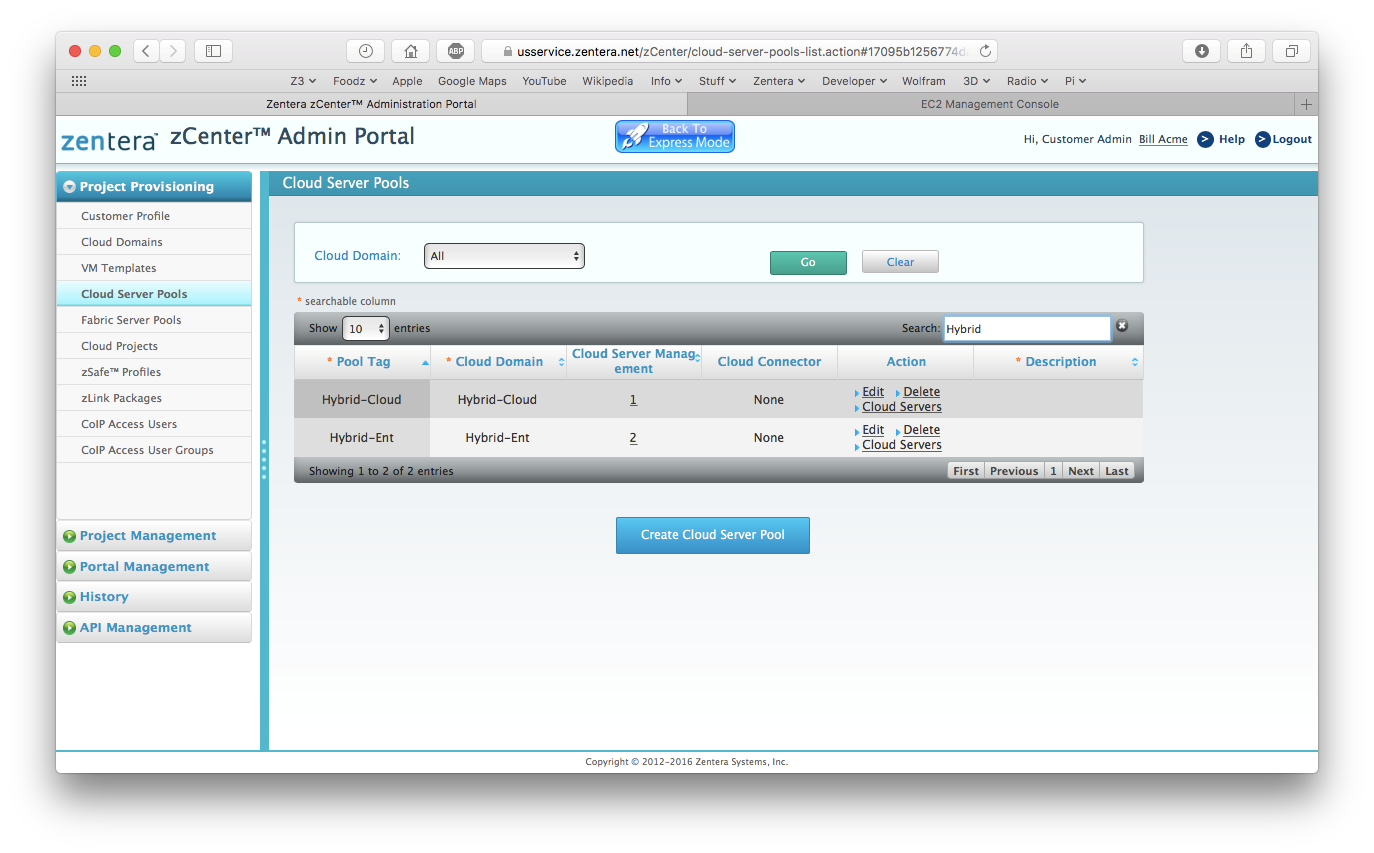 ABP
usservice.zentera.net/zCenter/cloud-server-pools-list.action#17095b1256774d
Z3 Foodz Apple Google Maps YouTube Wikipedia Info Stuff Zentera Developer Wolfram 3D Radio Pi
Zentera zCenter™ Administration Portal EC2 Management Console
zentera™ zCenter™ Admin Portal
Back To
Express Mode
Hi, Customer Admin Bill Acme Help Logout
Project Provisioning
Customer Profile
Cloud Domains
VM Templates
Cloud Server Pools
Fabric Server Pools
Cloud Projects
zSafe™ Profiles
zLink Packages
CoIP Access Users
CoIP Access User Groups
Project Management
Portal Management
History
API Management
Cloud Server Pools
Cloud Domain: All Go Clear
* searchable column
Show 10 entries Search: Hybrid
* Pool Tag * Cloud Domain Cloud Server Manag
ement Cloud Connector Action * Description
Hybrid-Cloud Hybrid-Cloud 1 None Edit Delete
Cloud Servers
Hybrid-Ent Hybrid-Ent 2 None Edit Delete
Cloud Servers
Showing 1 to 2 of 2 entries First Previous 1 Next Last
Create Cloud Server Pool
Copyright © 2012-2016 Zentera Systems, Inc.